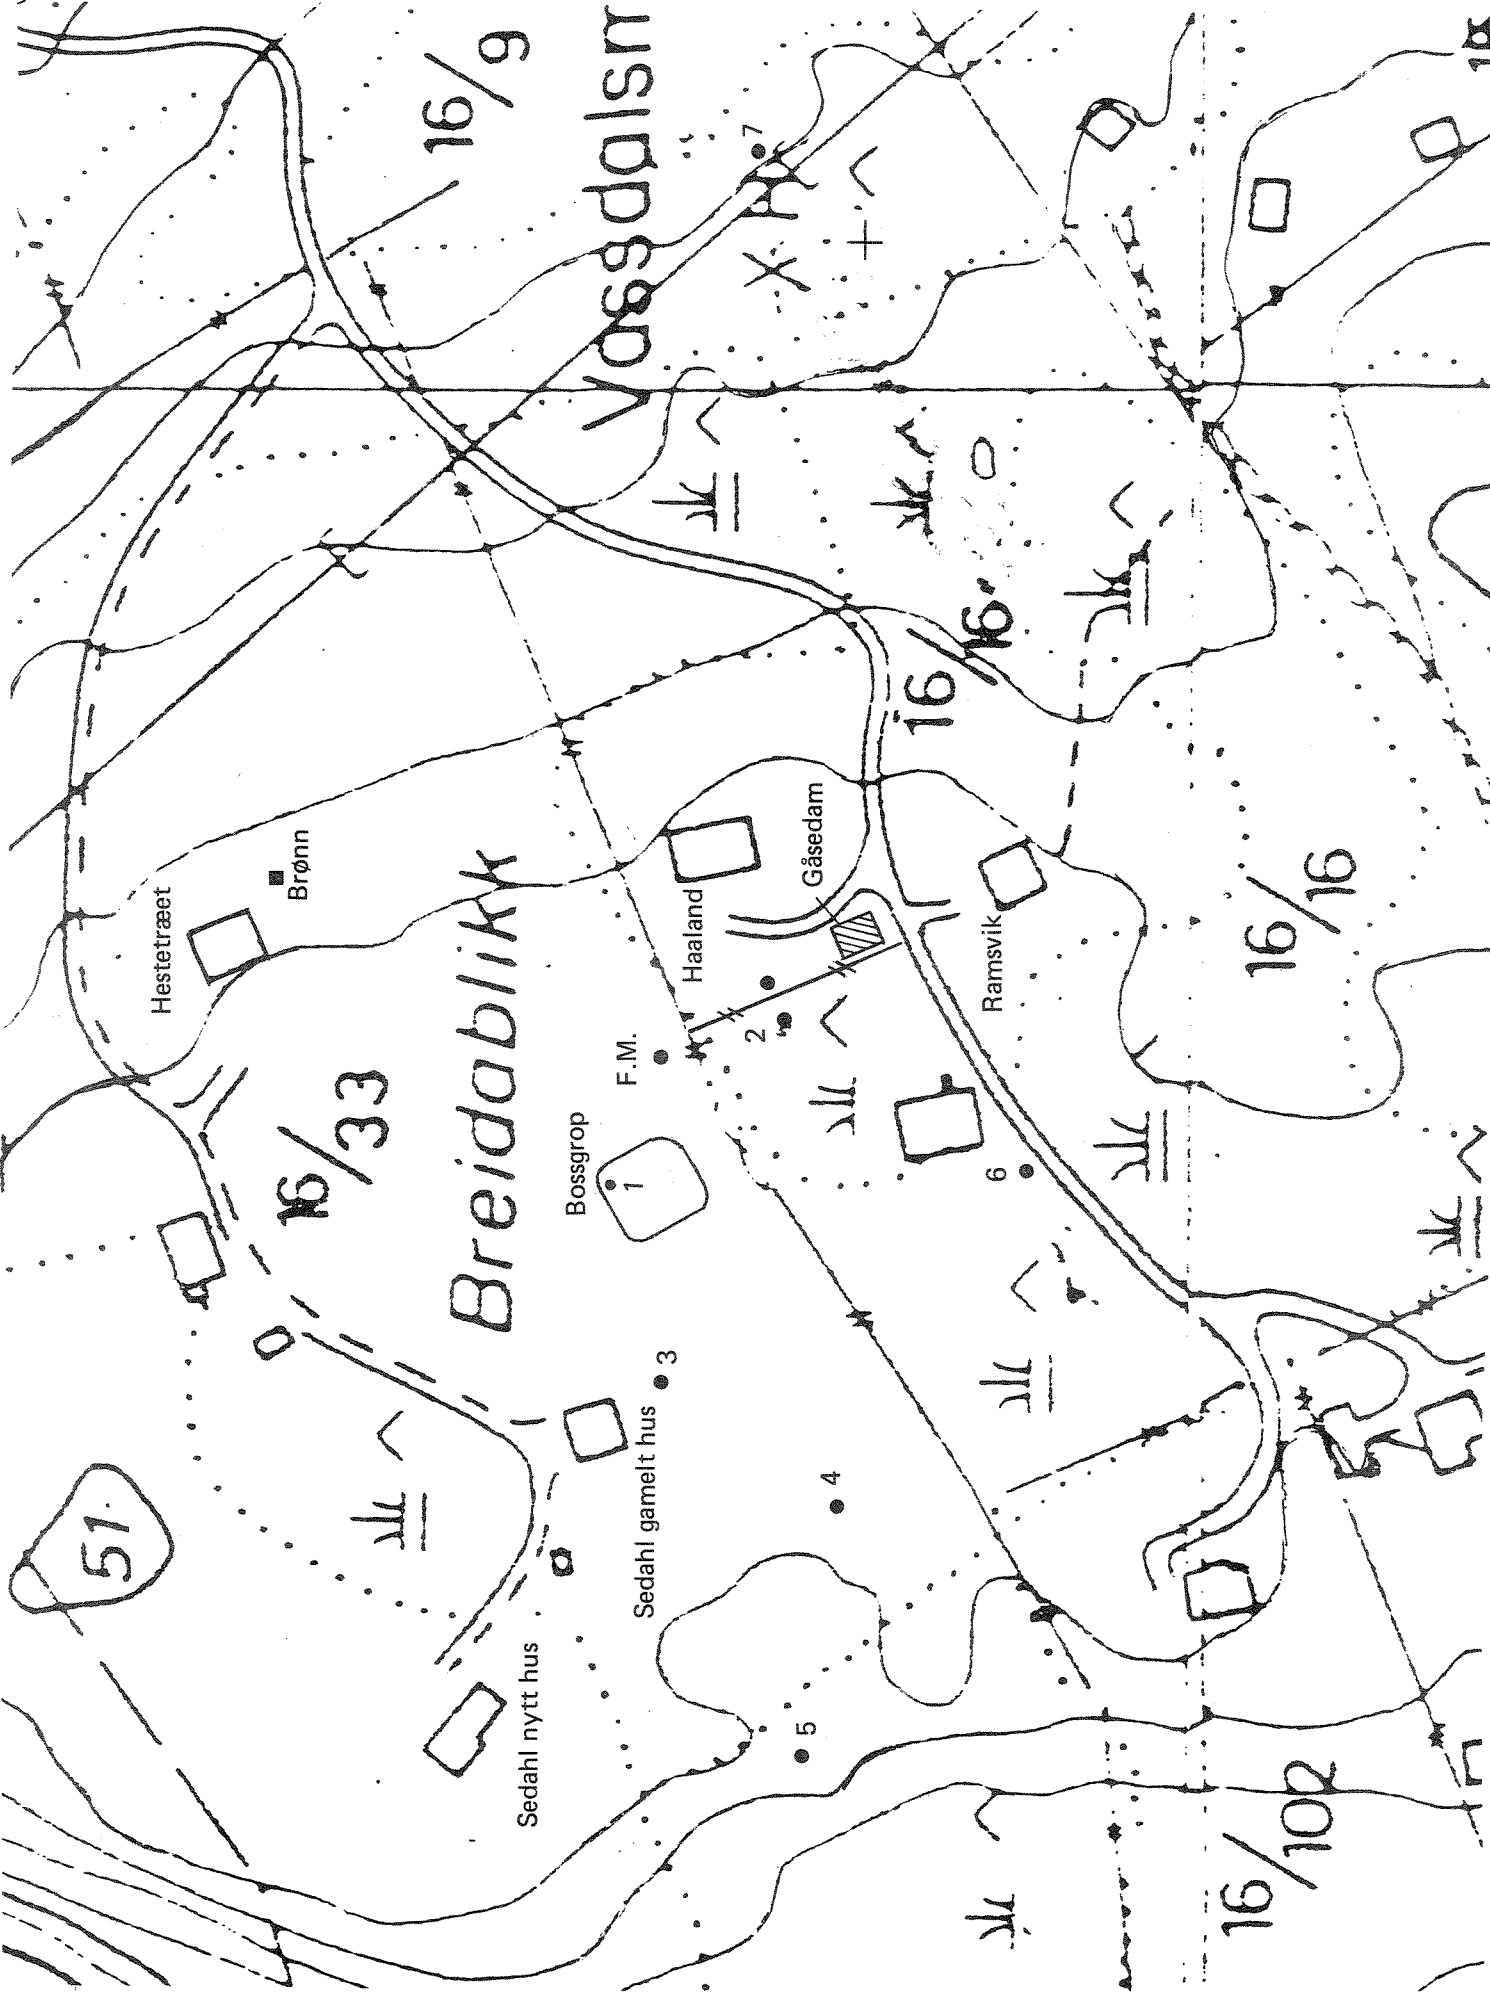 51
Sedahl nytt hus
Sedahl gamelt hus
Hestetræet
Brønn
16/33
Breidablikk
Bossgrop
1
F.M.
3
4
5
Haaland
Gåsedam
2
6
Ramsvik
16/9
7
16
16
16/16
16/102